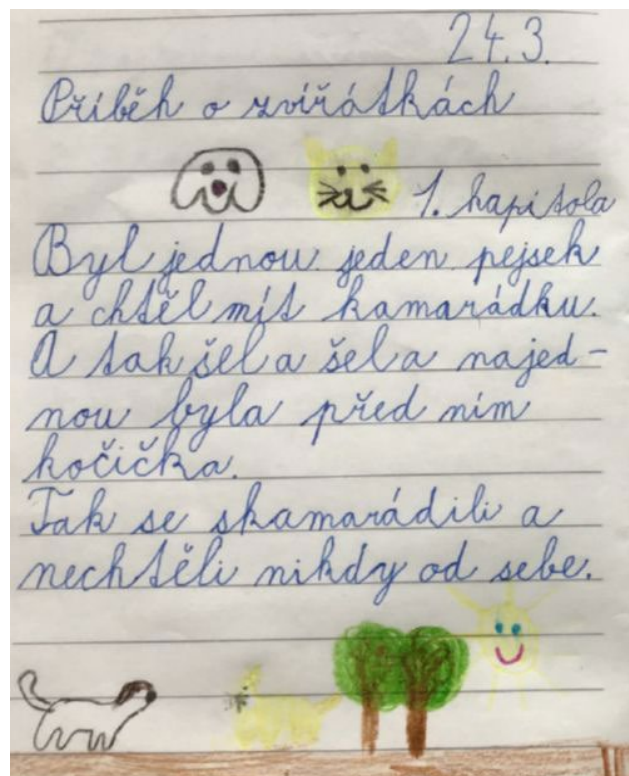 24.3.
Příběh o zvířátkách
1. kapitola
Byl jednou jeden pejsek
a chtěl mít kamarádku.
A tak šel a šel a najed-
nou byla před ním
kočička.
Tak se skamarádili a
nechtěli nikdy od sebe.